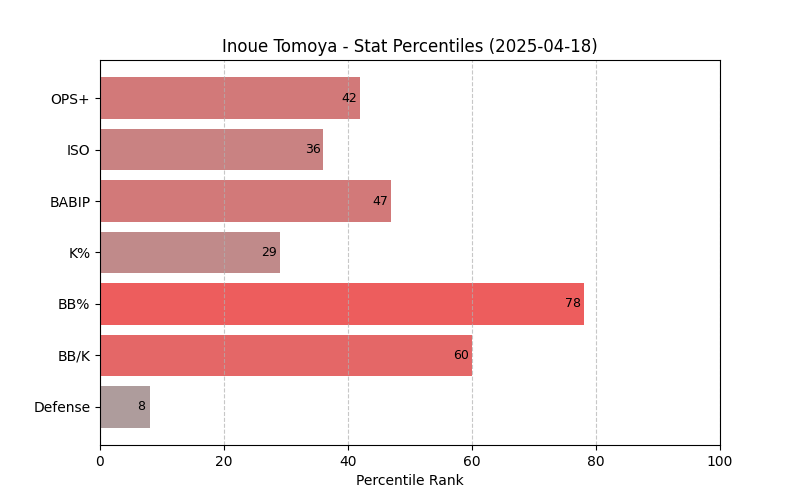 Inoue Tomoya - Stat Percentiles (2025-04-18)
OPS+ 42
ISO 36
BABIP 47
K% 29
BB% 78
BB/K 60
Defense 8
0 20 40 60 80 100
Percentile Rank